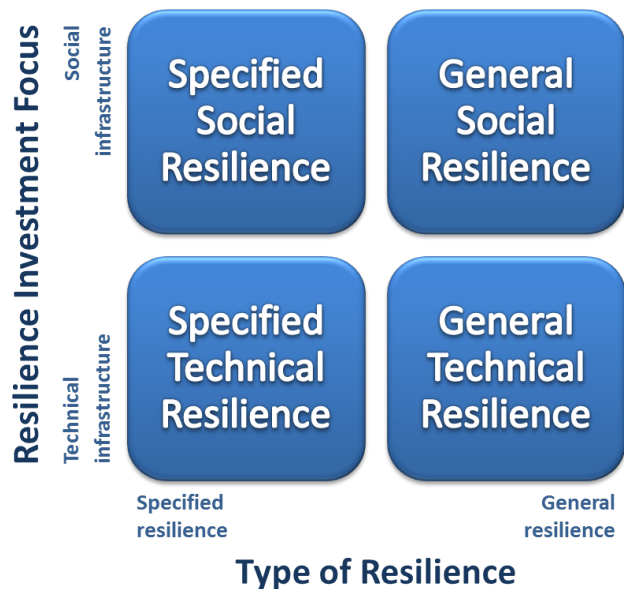 Resilience Investment Focus
Social
infrastructure
Technical
infrastructure
Specified
Social
Resilience
General
Social
Resilience
Specified
Technical
Resilience
General
Technical
Resilience
Specified
resilience
General
resilience
Type of Resilience